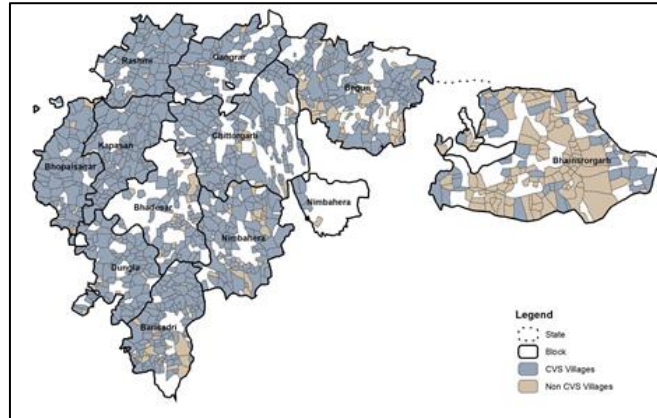 Rashmi
Gangrar
Begun
Kapasan
Chittorgarh
Bhopalsagar
Bhainsrorgarh
Bhadesar
Nimbahera
Nimbahera
Dungla
Barisadri
Legend
State
Block
CVS Villages
Non CVS Villages